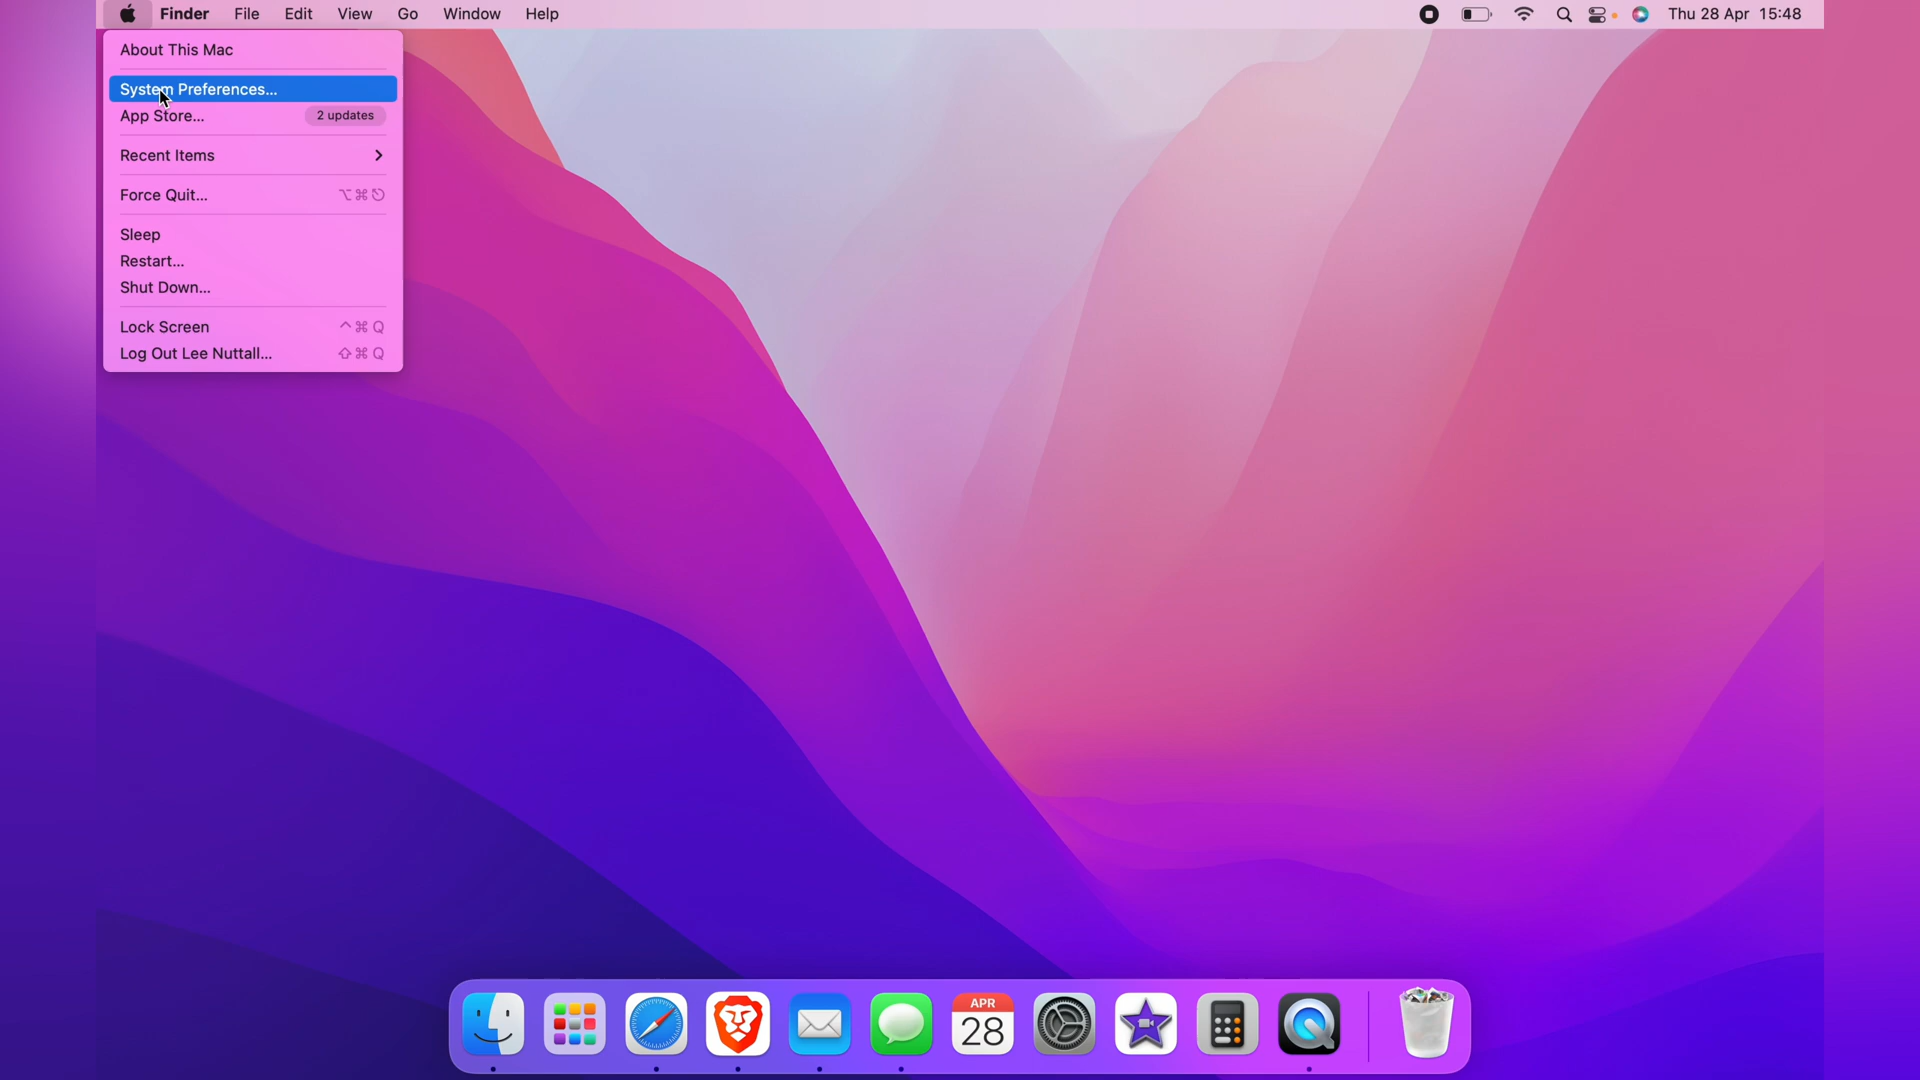 Finder File Edit View Go Window Help Thu 28 Apr 15:48
About This Mac
System Preferences...
App Store... 2 updates
Recent Items
Force Quit... ⌥⌘⎋
Sleep
Restart...
Shut Down...
Lock Screen ^⌘Q
Log Out Lee Nuttall... ⇧⌘Q
APR
28